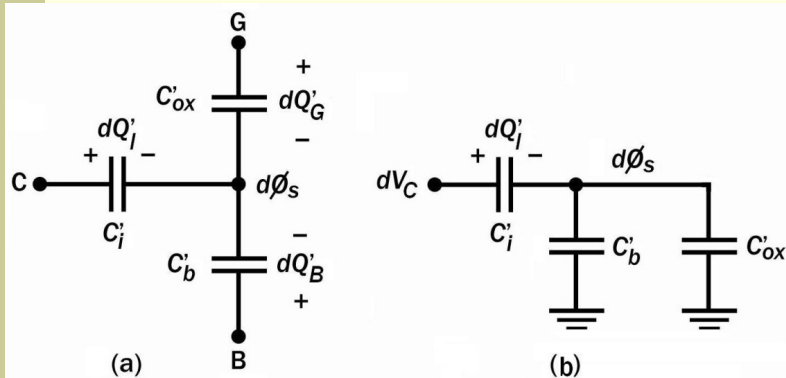 G
+
C'ox
dQ'G
−
dQ'I
+
−
C
døs
C'i
−
C'b
dQ'B
+
B
(a)
dQ'I
+
−
dVC
døs
C'i
C'b
C'ox
(b)